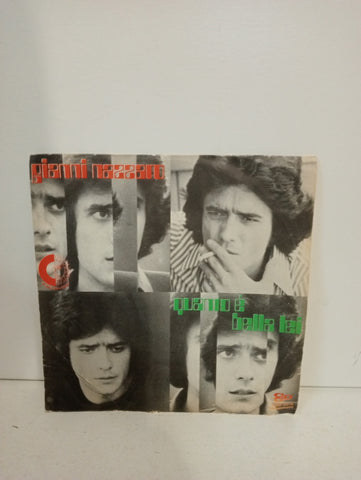 gianni nazzaro
quanto è
bella lei